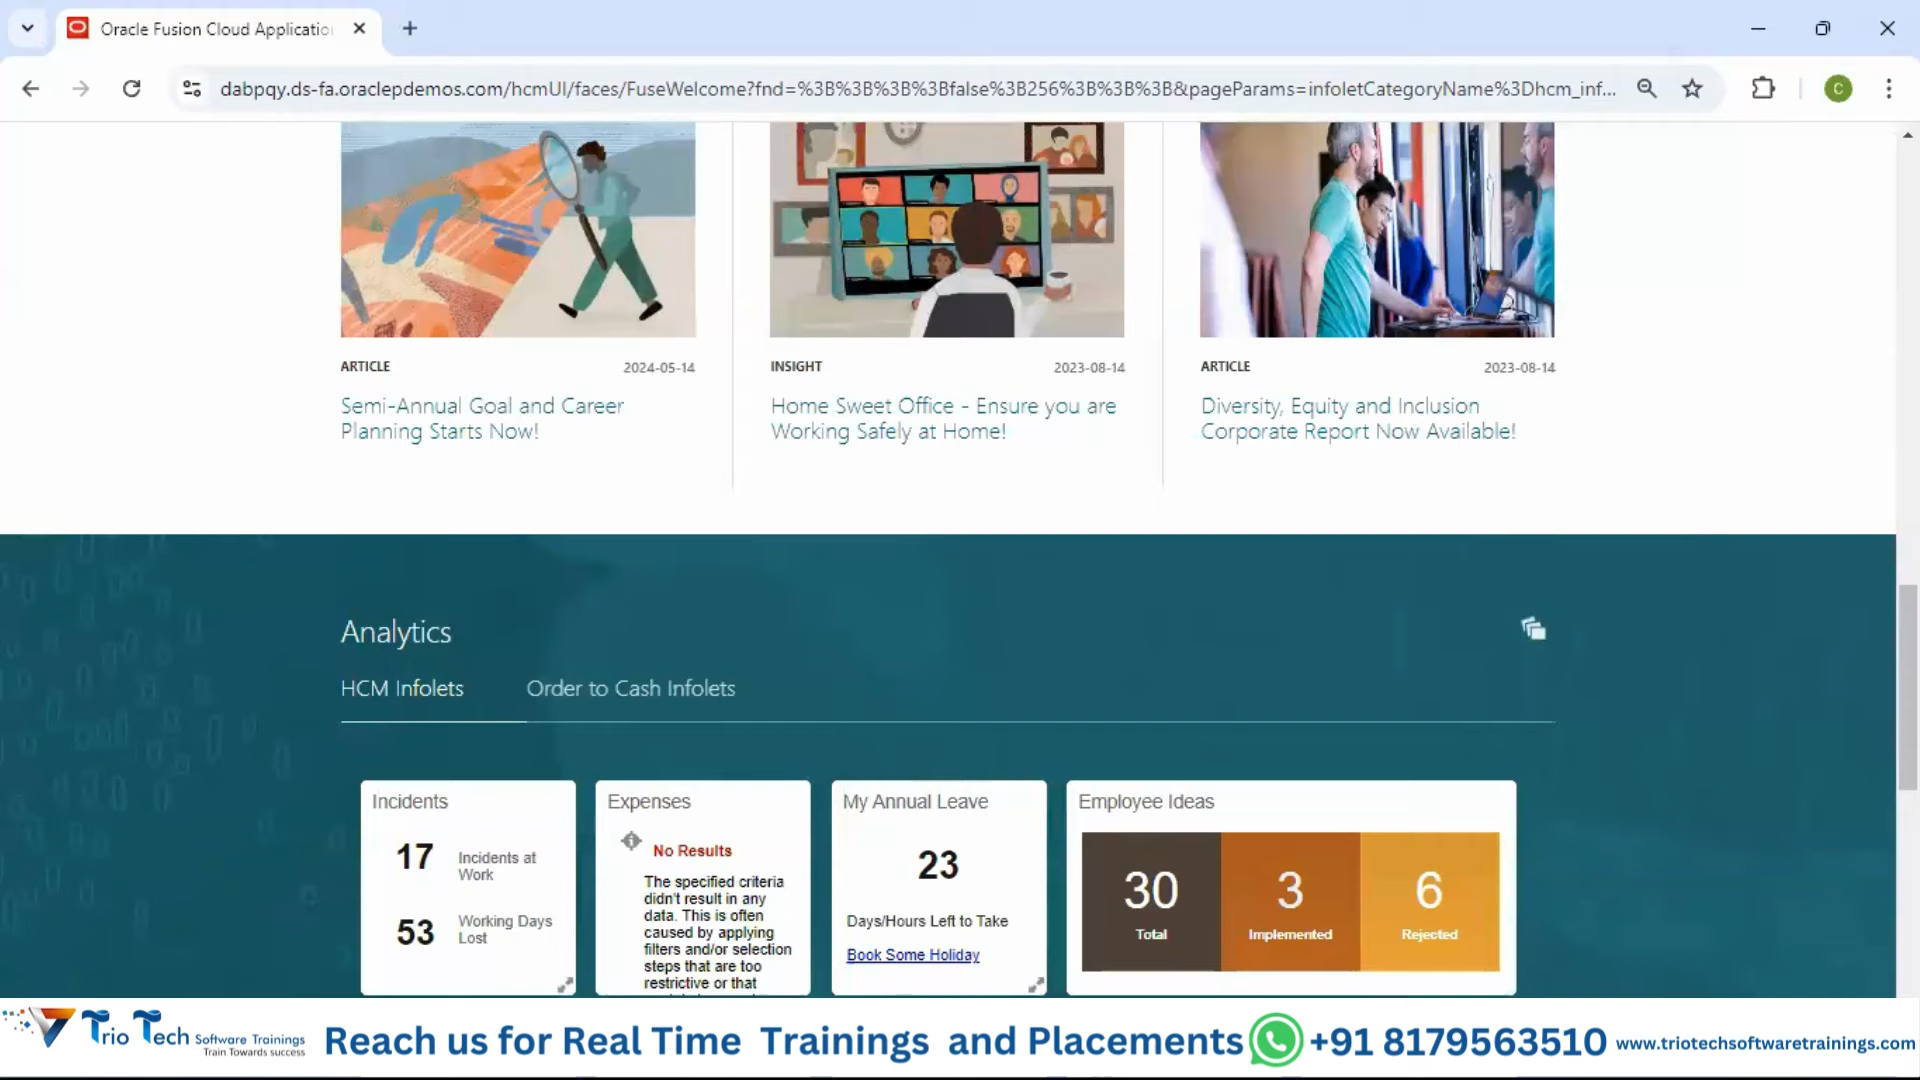 Oracle Fusion Cloud Applicatio
dabpqy.ds-fa.oraclepdemos.com/hcmUI/faces/FuseWelcome?fnd=%3B%3B%3B%3Bfalse%3B256%3B%3B%3B&pageParams=infoletCategoryName%3Dhcm_inf...
C
ARTICLE 2024-05-14
Semi-Annual Goal and Career
Planning Starts Now!
INSIGHT 2023-08-14
Home Sweet Office - Ensure you are
Working Safely at Home!
ARTICLE 2023-08-14
Diversity, Equity and Inclusion
Corporate Report Now Available!
Analytics
HCM Infolets
Order to Cash Infolets
Incidents
17 Incidents at
Work
53 Working Days
Lost
Expenses
No Results
The specified criteria
didn't result in any
data. This is often
caused by applying
filters and/or selection
steps that are too
restrictive or that
My Annual Leave
23
Days/Hours Left to Take
Book Some Holiday
Employee Ideas
30 3 6
Total Implemented Rejected
Trio Tech Software Trainings
Train Towards success
Reach us for Real Time Trainings and Placements +91 8179563510 www.triotechsoftwaretrainings.com